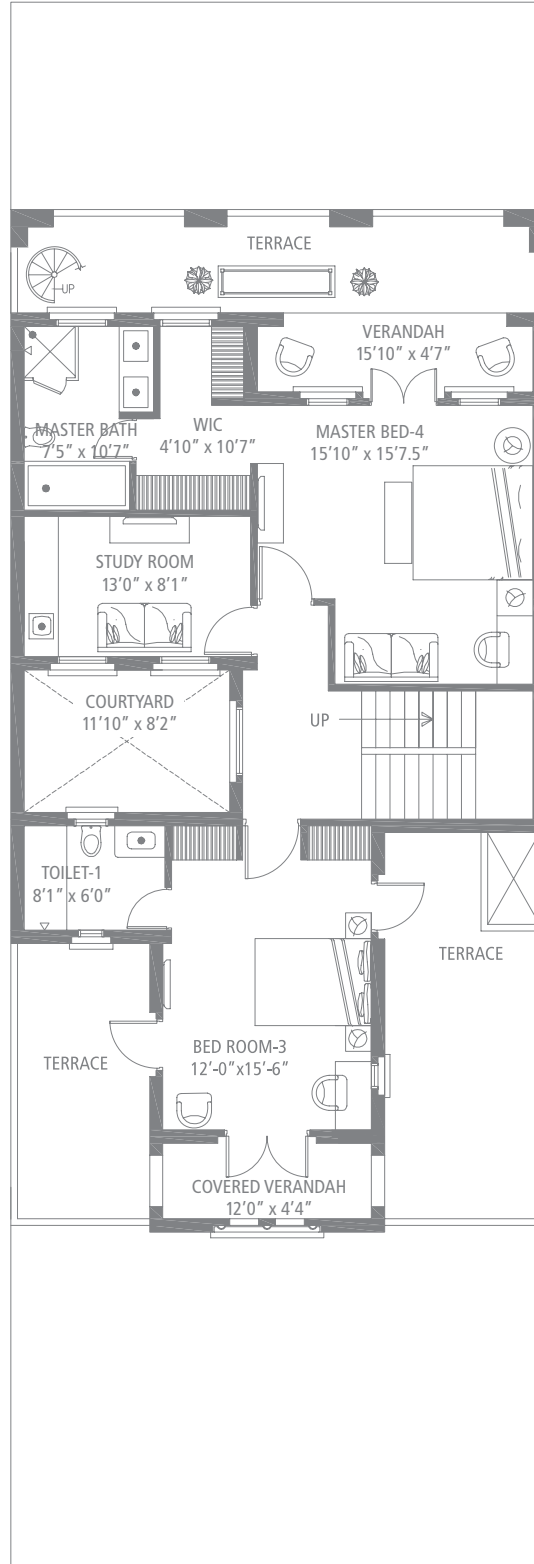 TERRACE
UP
VERANDAH
15'10" x 4'7"
MASTER BATH
7'5" x 10'7"
WIC
4'10" x 10'7"
MASTER BED-4
15'10" x 15'7.5"
STUDY ROOM
13'0" x 8'1"
COURTYARD
11'10" x 8'2"
UP
TOILET-1
8'1" x 6'0"
TERRACE
TERRACE
BED ROOM-3
12'-0"x15'-6"
COVERED VERANDAH
12'0" x 4'4"